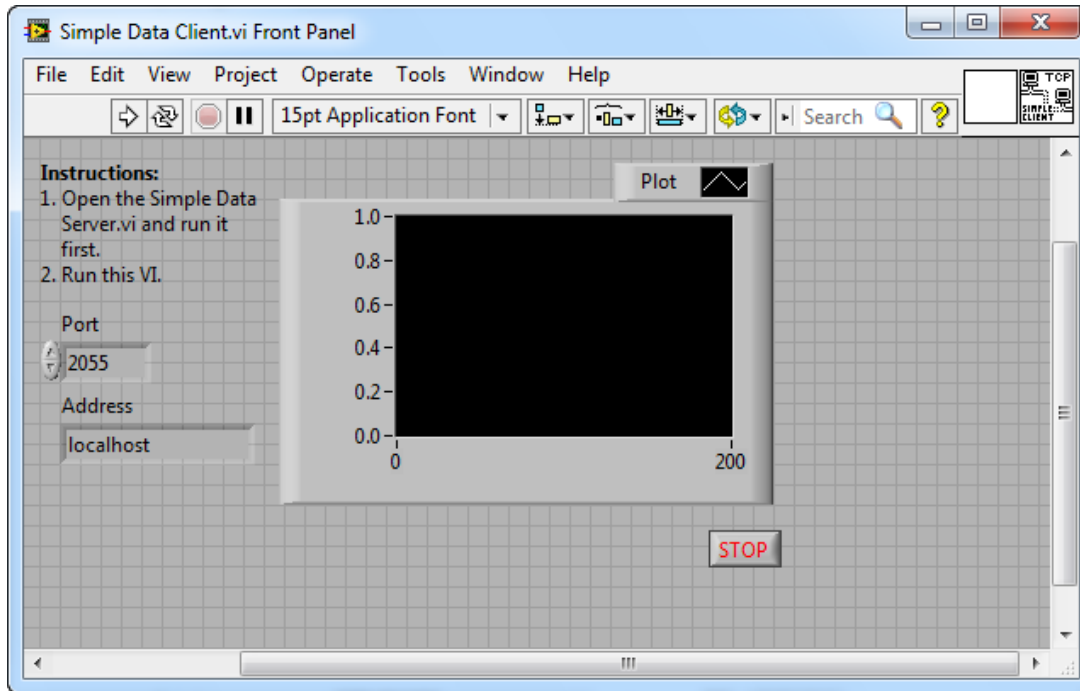 Simple Data Client.vi Front Panel
File Edit View Project Operate Tools Window Help
15pt Application Font
Search
?
TCP
SIMPLE
CLIENT
Instructions:
1. Open the Simple Data
Server.vi and run it
first.
2. Run this VI.
Port
2055
Address
localhost
Plot
1.0
0.8
0.6
0.4
0.2
0.0
0 200
STOP